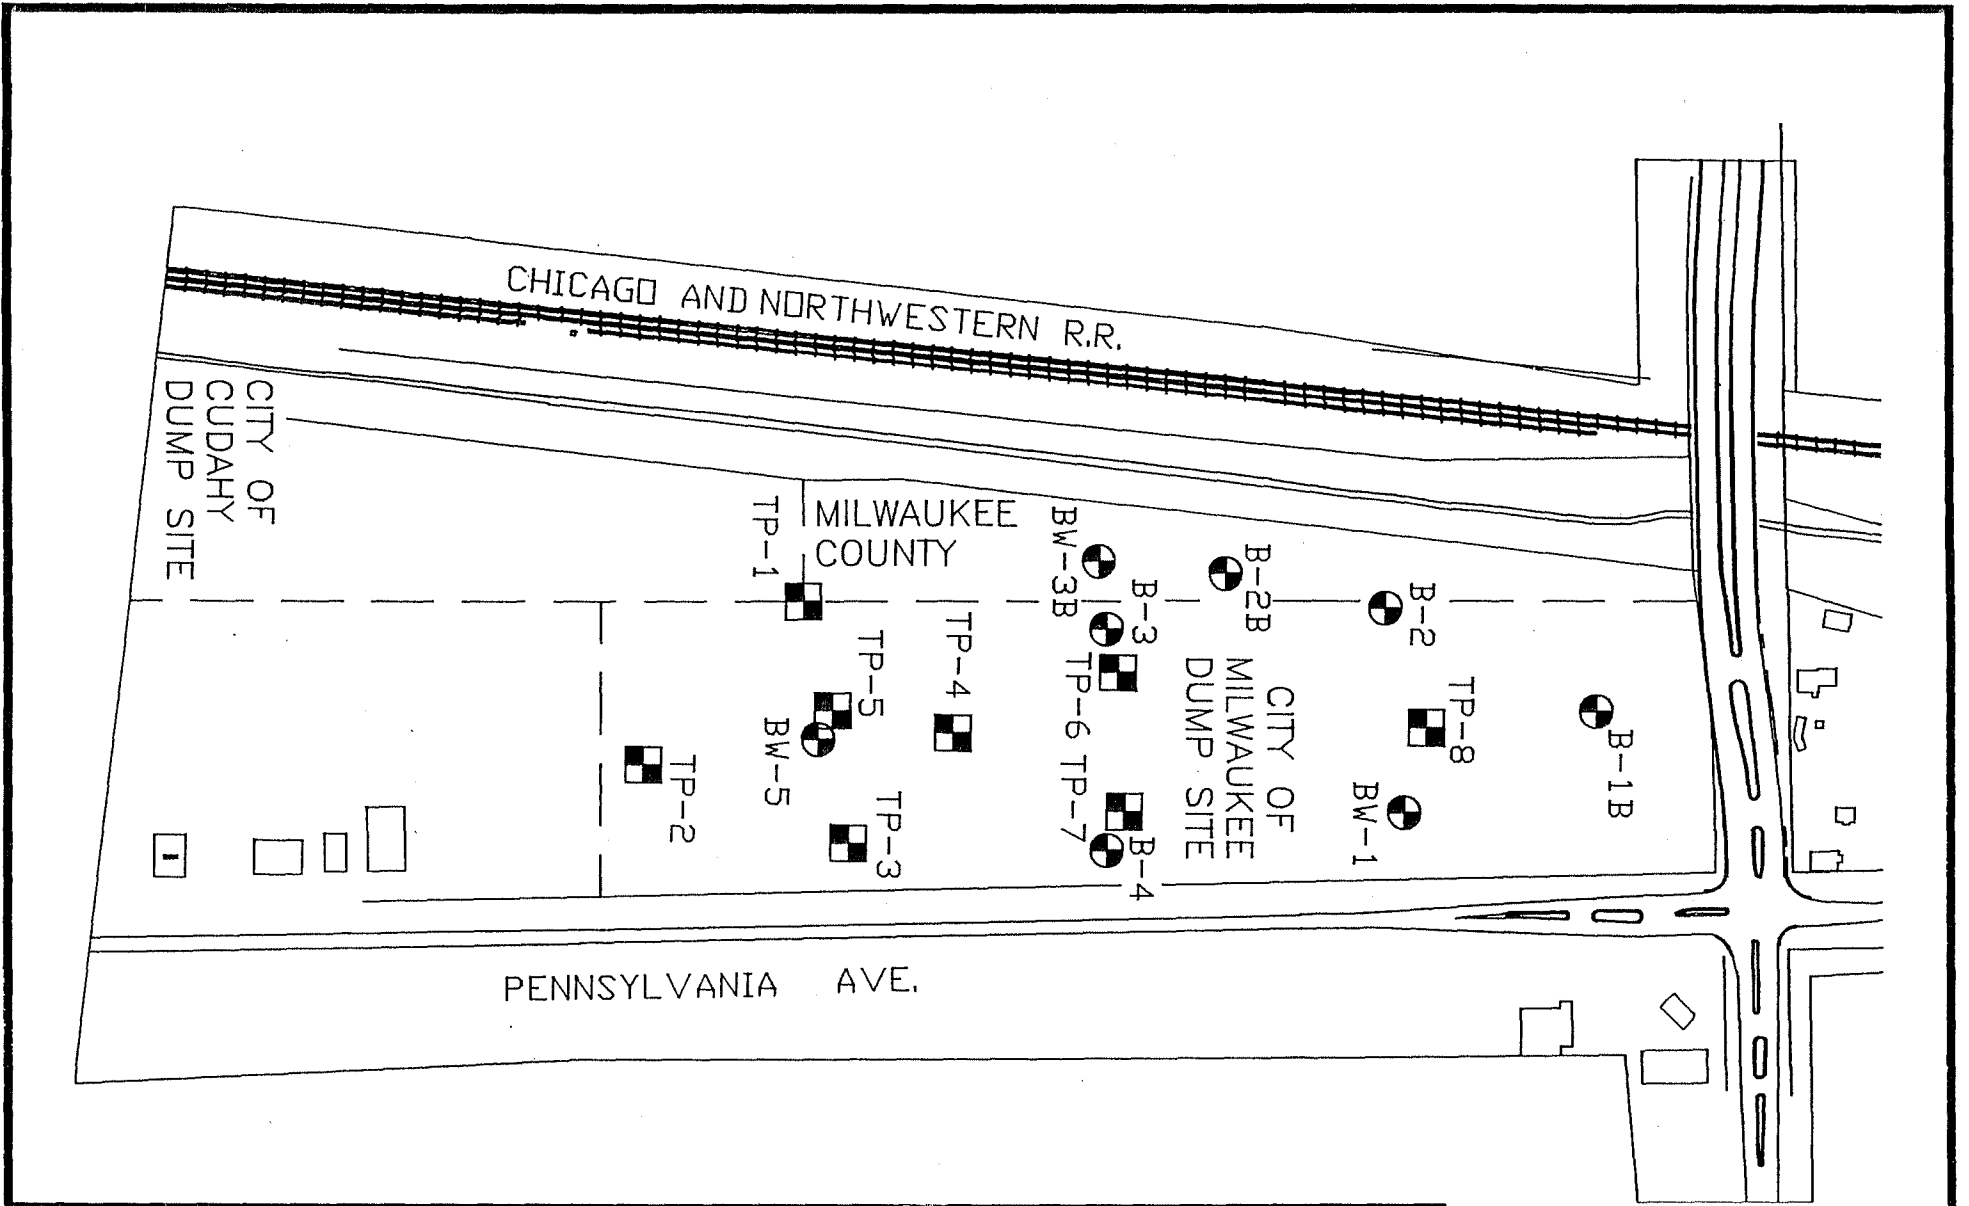 CHICAGO AND NORTHWESTERN R.R.
CITY OF
CUDAHY
DUMP SITE
MILWAUKEE
COUNTY
TP-1
BW-3B
B-3
B-2B
B-2
TP-5
TP-4
TP-6
CITY OF
MILWAUKEE
DUMP SITE
TP-8
B-1B
BW-5
TP-2
TP-3
TP-7
B-4
BW-1
PENNSYLVANIA AVE.